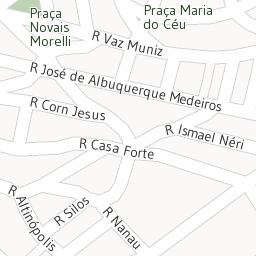 Praça
Novais
Morelli
Praça Maria
do Céu
R Vaz Muniz
R José de Albuquerque Medeiros
R Corn Jesus
R Ismael Néri
R Casa Forte
R Altinópolis
R Silos
R Nanau